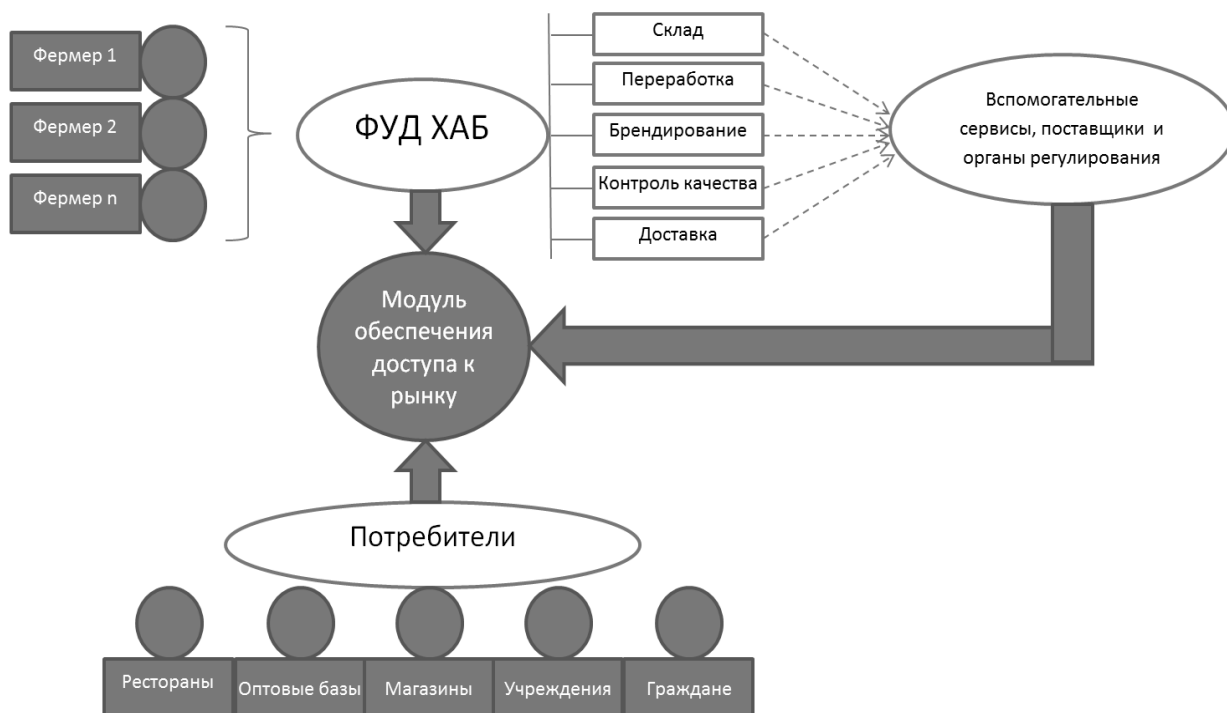 Фермер 1
Фермер 2
Фермер n
ФУД ХАБ
Склад
Переработка
Брендирование
Контроль качества
Доставка
Вспомогательные
сервисы, поставщики и
органы регулирования
Модуль
обеспечения
доступа к
рынку
Потребители
Рестораны
Оптовые базы
Магазины
Учреждения
Граждане